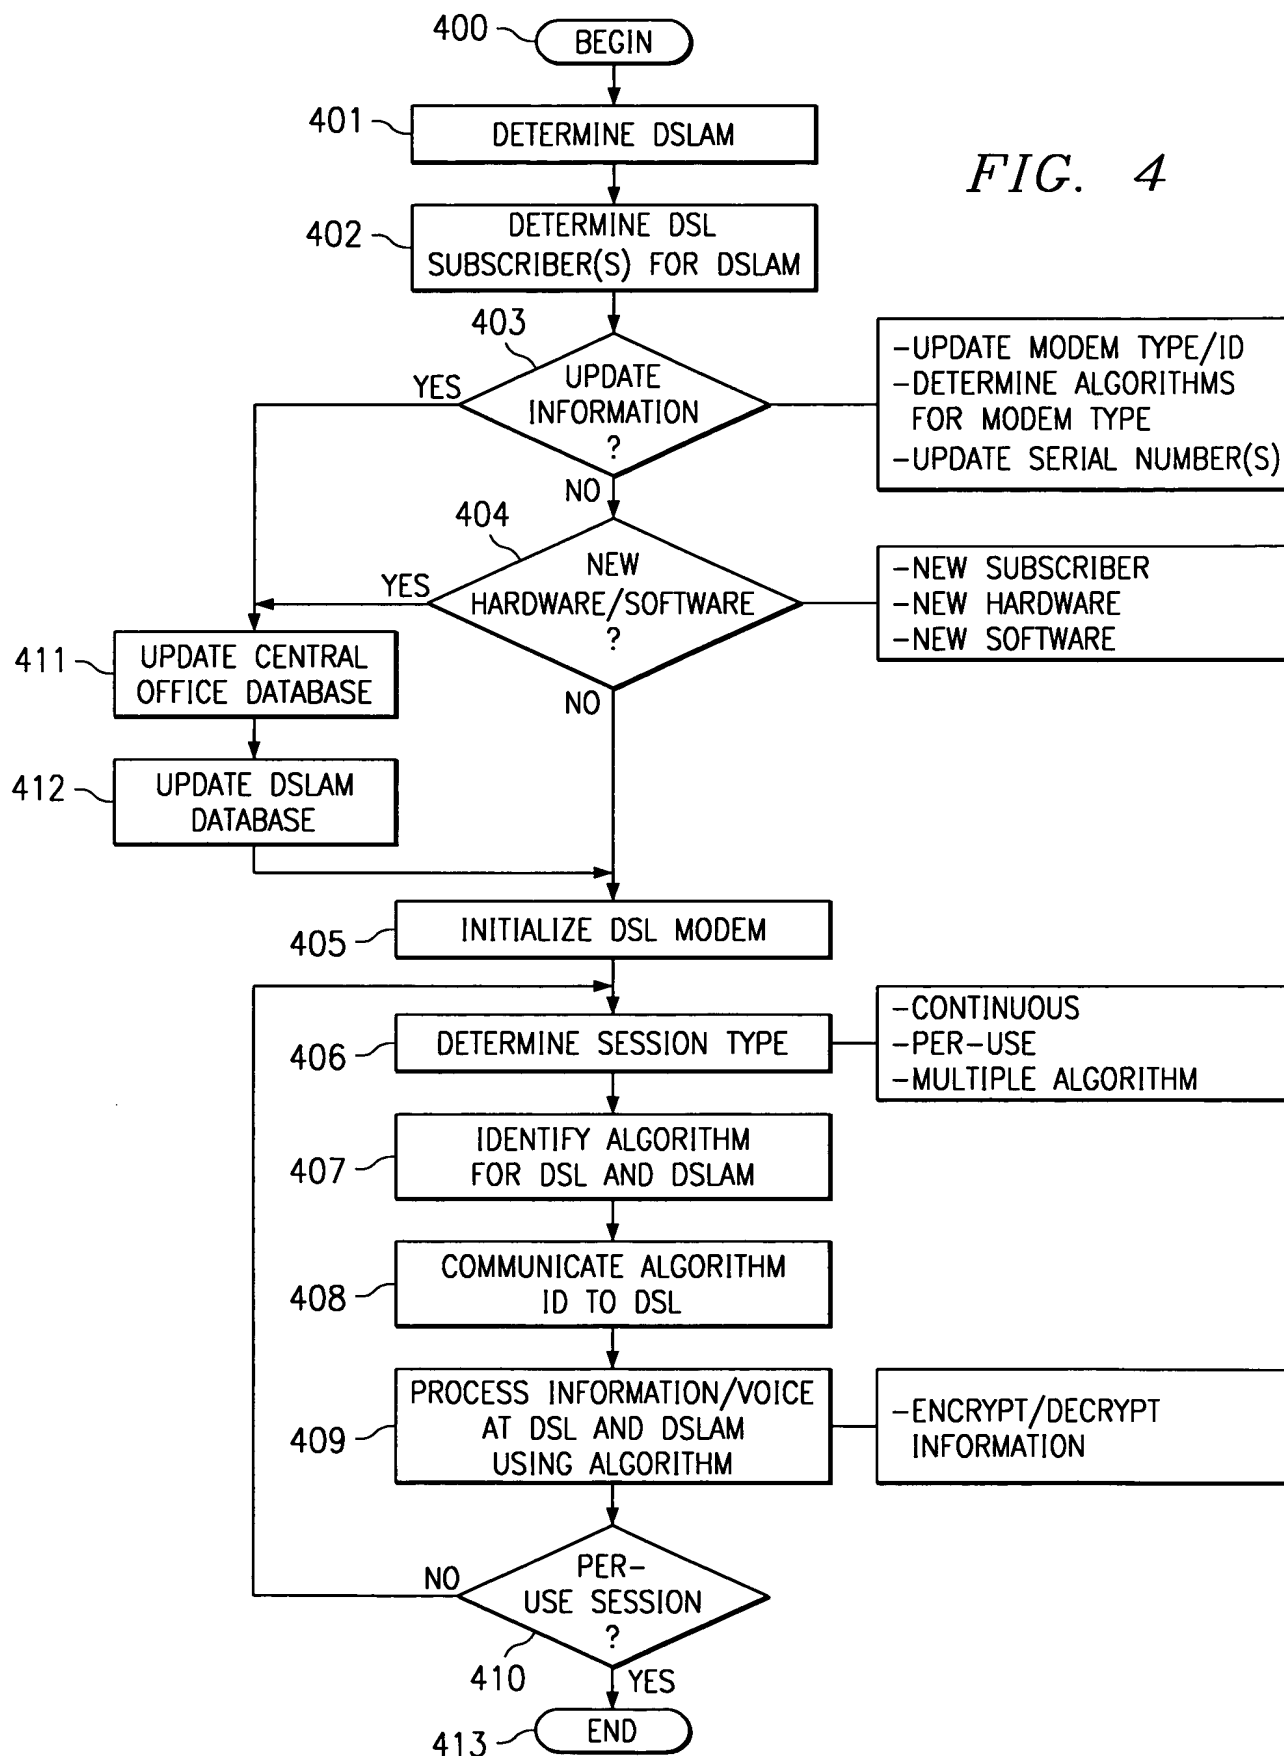 400
BEGIN
401
DETERMINE DSLAM
FIG. 4
402
DETERMINE DSL
SUBSCRIBER(S) FOR DSLAM
403
UPDATE
INFORMATION
?
YES
NO
-UPDATE MODEM TYPE/ID
-DETERMINE ALGORITHMS
FOR MODEM TYPE
-UPDATE SERIAL NUMBER(S)
404
NEW
HARDWARE/SOFTWARE
?
YES
NO
-NEW SUBSCRIBER
-NEW HARDWARE
-NEW SOFTWARE
411
UPDATE CENTRAL
OFFICE DATABASE
412
UPDATE DSLAM
DATABASE
405
INITIALIZE DSL MODEM
406
DETERMINE SESSION TYPE
-CONTINUOUS
-PER-USE
-MULTIPLE ALGORITHM
407
IDENTIFY ALGORITHM
FOR DSL AND DSLAM
408
COMMUNICATE ALGORITHM
ID TO DSL
409
PROCESS INFORMATION/VOICE
AT DSL AND DSLAM
USING ALGORITHM
-ENCRYPT/DECRYPT
INFORMATION
PER-
USE SESSION
?
NO
410
YES
413
END